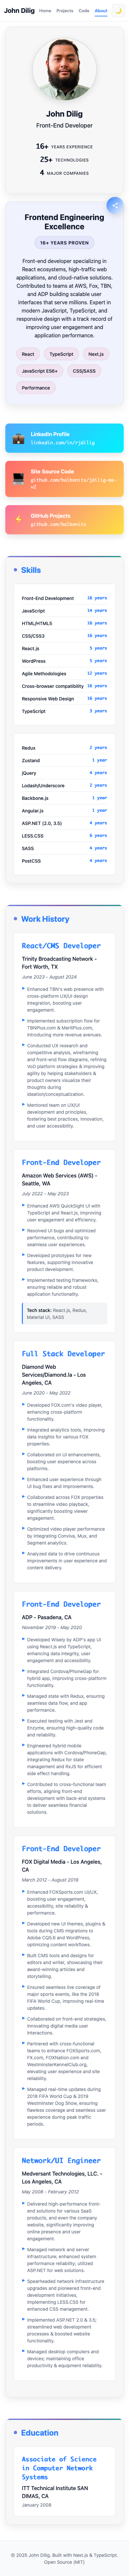 John Dilig Home Projects Code About
John Dilig
Front-End Developer
16+ YEARS EXPERIENCE
25+ TECHNOLOGIES
4 MAJOR COMPANIES
Frontend Engineering
Excellence
16+ YEARS PROVEN
Front-end developer specializing in
React ecosystems, high-traffic web
applications, and cloud solutions.
Contributed to teams at AWS, Fox, TBN,
and ADP building scalable user
interfaces that serve millions. Expert in
modern JavaScript, TypeScript, and
responsive design with a track record
of improving user engagement and
application performance.
React TypeScript Next.js
JavaScript ES6+ CSS/SASS
Performance
LinkedIn Profile
linkedin.com/in/rjdilig
Site Source Code
GitHub Projects
Skills
Front-End Development 16 years
JavaScript 14 years
HTML/HTML5 16 years
CSS/CSS3 16 years
React.js 5 years
WordPress 5 years
Agile Methodologies 12 years
Cross-browser compatibility 16 years
Responsive Web Design 15 years
TypeScript 3 years
Redux 2 years
Zustand 1 year
jQuery 4 years
Lodash/Underscore 2 years
Backbone.js 1 year
Angular.js 1 year
ASP.NET (2.0, 3.5) 4 years
LESS.CSS 6 years
SASS 4 years
PostCSS 4 years
Work History
React/CMS Developer
Trinity Broadcasting Network -
Fort Worth, TX
June 2023 - August 2024
Enhanced TBN's web presence with
cross-platform UX/UI design
integration, boosting user
engagement.
Implemented subscription flow for
TBNPlus.com & MeritPlus.com,
introducing more revenue avenues.
Conducted UX research and
competitive analysis, wireframing
and front-end flow diagrams, refining
VoD platform strategies & improving
agility by helping stakeholders &
product owners visualize their
thoughts during
ideation/conceptualization.
Mentored team on UX/UI
development and principles,
fostering best practices, innovation,
and user accessibility.
Front-End Developer
Amazon Web Services (AWS) -
Seattle, WA
July 2022 - May 2023
Enhanced AWS QuickSight UI with
TypeScript and React.js, improving
user engagement and efficiency.
Resolved UI bugs and optimized
performance, contributing to
seamless user experiences.
Developed prototypes for new
features, supporting innovative
product development.
Implemented testing frameworks,
ensuring reliable and robust
application functionality.
Tech stack: React.js, Redux,
Material UI, SASS
Full Stack Developer
Diamond Web
Services/Diamond.la - Los
Angeles, CA
June 2020 - May 2022
Developed FOX.com's video player,
enhancing cross-platform
functionality.
Integrated analytics tools, improving
data insights for various FOX
properties.
Collaborated on UI enhancements,
boosting user experience across
platforms.
Enhanced user experience through
UI bug fixes and improvements.
Collaborated across FOX properties
to streamline video playback,
significantly boosting viewer
engagement.
Optimized video player performance
by integrating Conviva, Mux, and
Segment analytics.
Analyzed data to drive continuous
improvements in user experience and
content delivery.
Front-End Developer
ADP - Pasadena, CA
November 2019 - May 2020
Developed Wisely by ADP's app UI
using React.js and TypeScript,
enhancing data integrity, user
engagement and accessibility.
Integrated Cordova/PhoneGap for
hybrid app, improving cross-platform
functionality.
Managed state with Redux, ensuring
seamless data flow, and app
performance.
Executed testing with Jest and
Enzyme, ensuring high-quality code
and reliability.
Engineered hybrid mobile
applications with Cordova/PhoneGap,
integrating Redux for state
management and RxJS for efficient
side effect handling.
Contributed to cross-functional team
efforts, aligning front-end
development with back-end systems
to deliver seamless financial
solutions.
Front-End Developer
FOX Digital Media - Los Angeles,
CA
March 2012 - August 2019
Enhanced FOXSports.com UI/UX,
boosting user engagement,
accessibility, site reliability &
performance.
Developed new UI themes, plugins &
tools during CMS migrations to
Adobe CQ5.6 and WordPress,
optimizing content workflows.
Built CMS tools and designs for
editors and writer, showcasing their
award-winning articles and
storytelling.
Ensured seamless live coverage of
major sports events, like the 2018
FIFA World Cup, improving real-time
updates.
Collaborated on front-end strategies,
innovating digital media user
interactions.
Partnered with cross-functional
teams to enhance FOXSports.com,
FX.com, FOXNation.com and
WestminsterKennelClub.org,
elevating user experience and site
reliability.
Managed real-time updates during
2018 FIFA World Cup & 2019
Westminster Dog Show, ensuring
flawless coverage and seamless user
experience during peak traffic
periods.
Network/UI Engineer
Medversant Technologies, LLC. -
Los Angeles, CA
May 2008 - February 2012
Delivered high-performance front-
end solutions for various SaaS
products, and even the company
website, significantly improving
online presence and user
engagement.
Managed network and server
infrastructure; enhanced system
performance reliability, utilized
ASP.NET for web solutions.
Spearheaded network infrastructure
upgrades and pioneered front-end
development initiatives,
implementing LESS.CSS for
enhanced CSS management.
Implemented ASP.NET 2.0 & 3.5;
streamlined web development
processes & boosted website
functionality.
Managed desktop computers and
devices; maintaining office
productivity & equipment reliability.
Education
Associate of Science
in Computer Network
Systems
ITT Technical Institute SAN
DIMAS, CA
January 2008
© 2025 John Dilig. Built with Next.js & TypeScript.
Open Source (MIT)